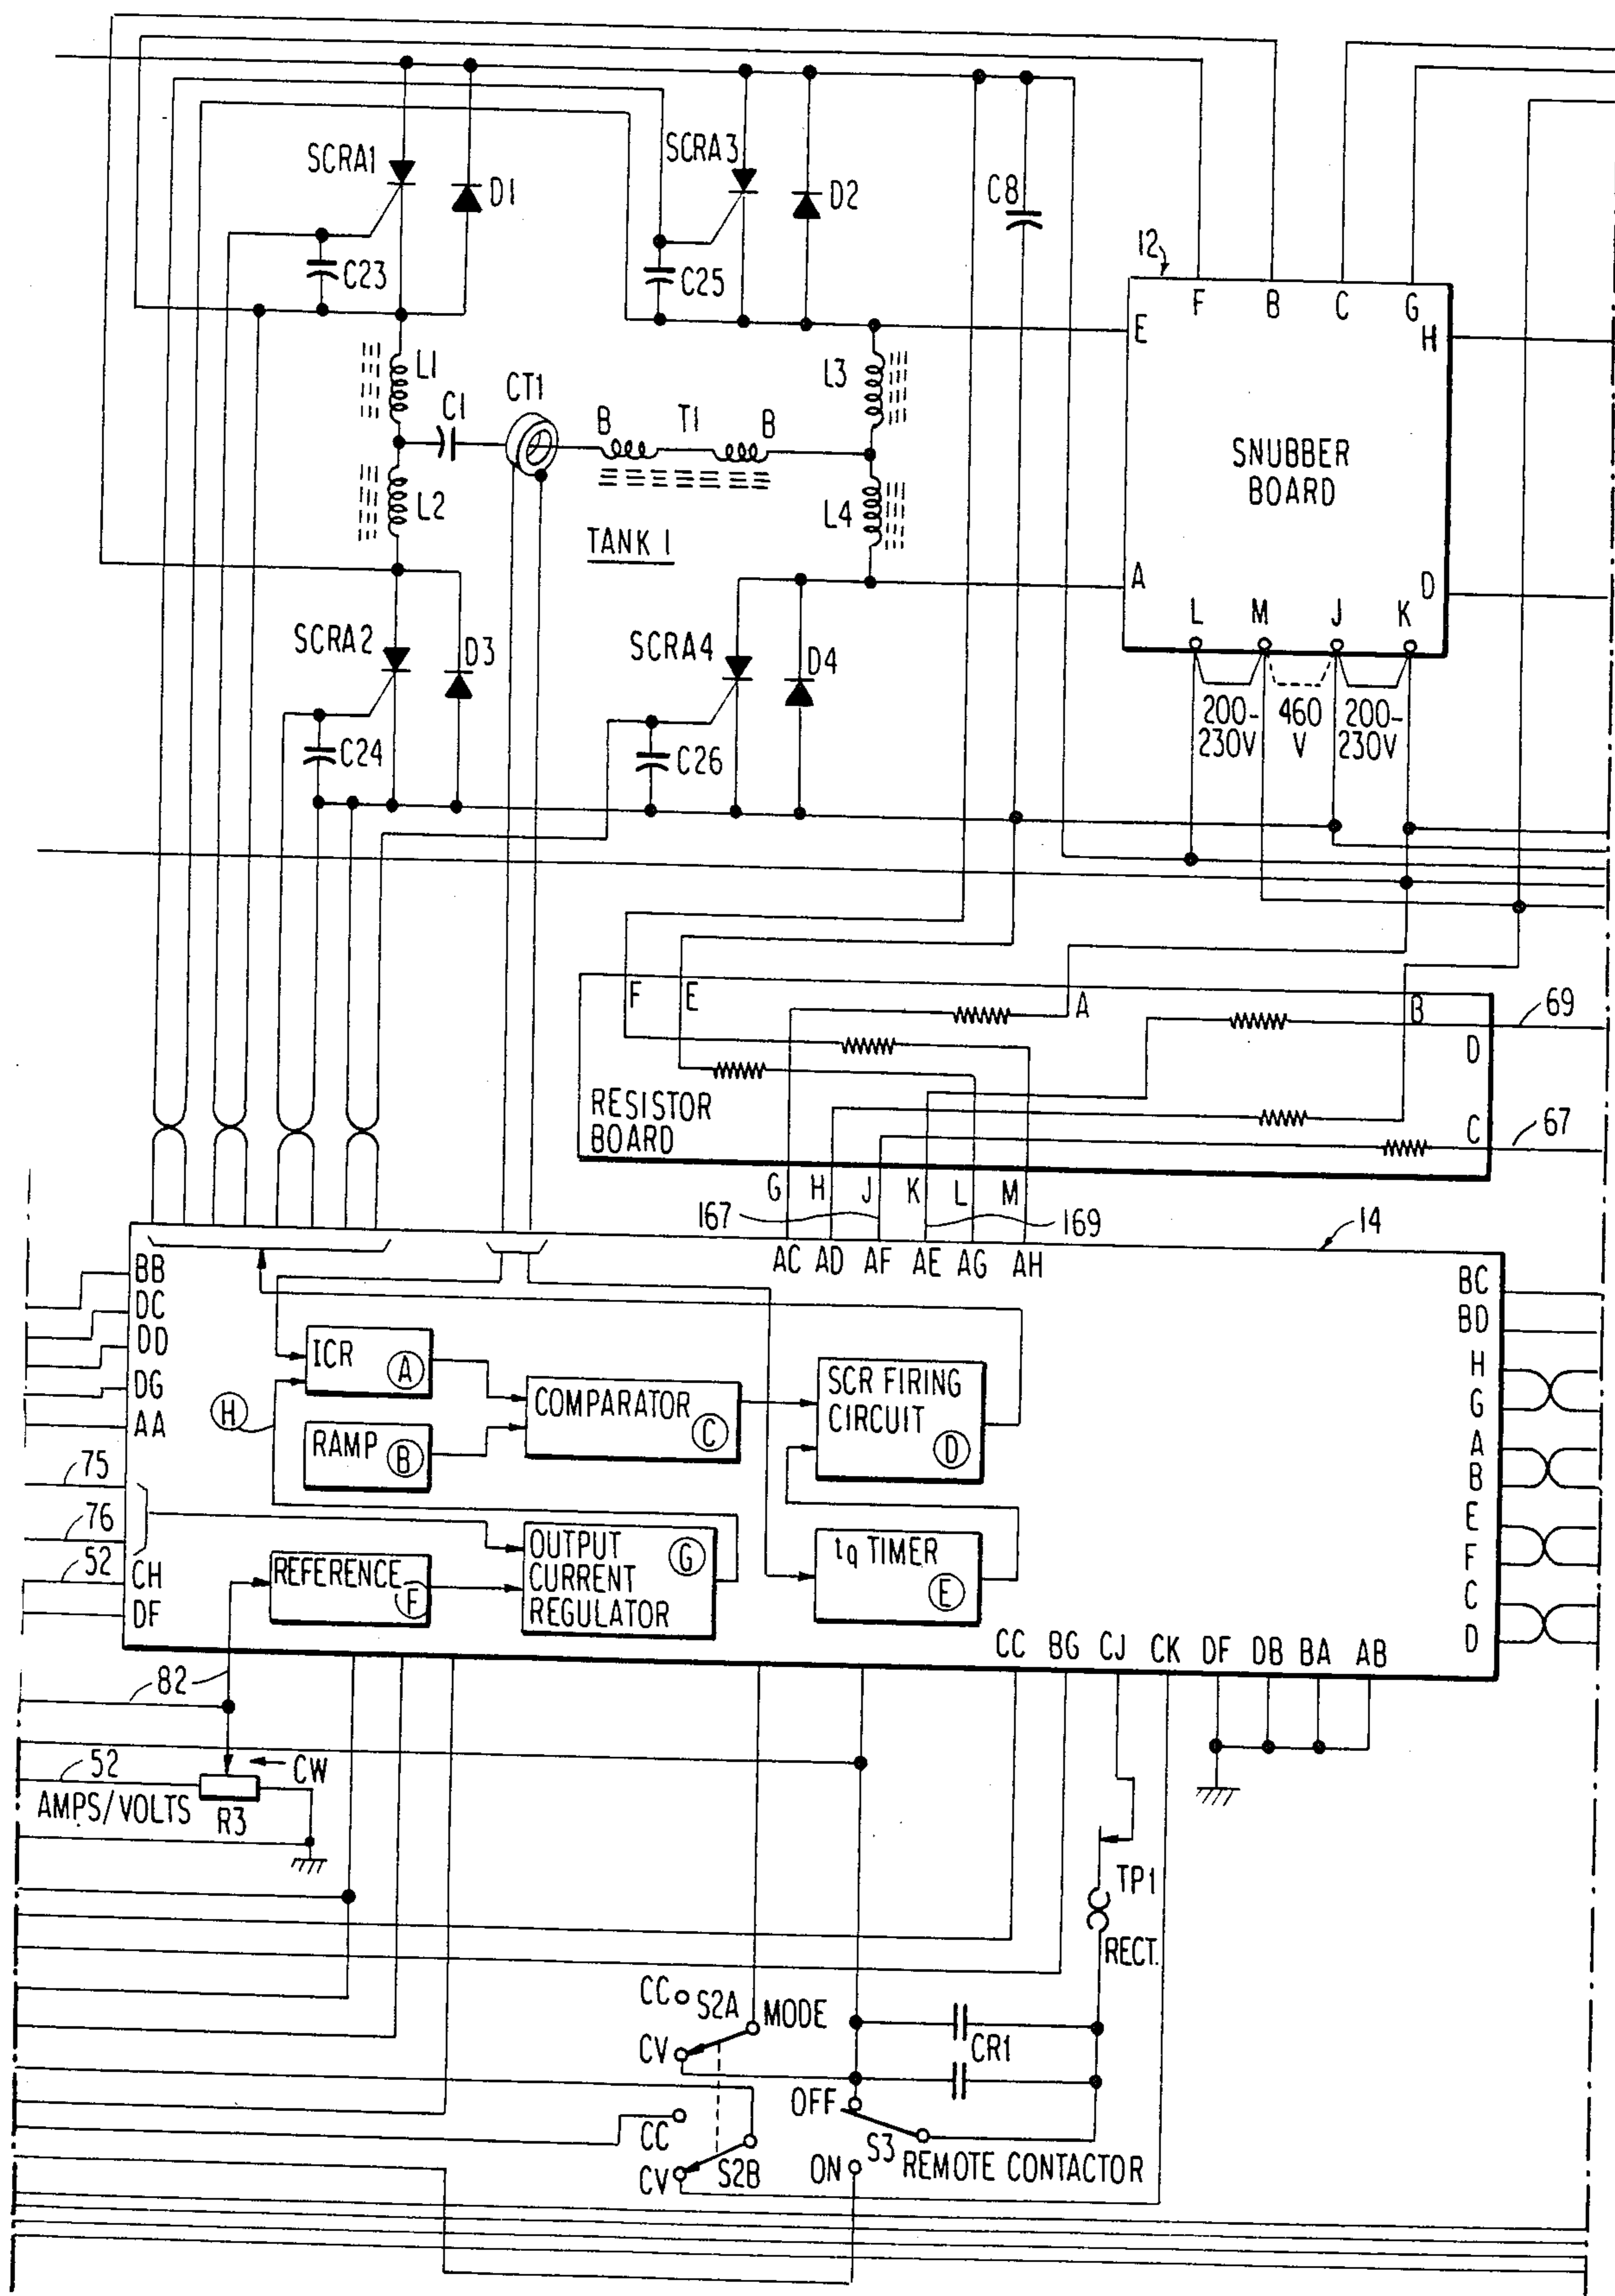 SCRA1
D1
SCRA3
D2
C8
C23
C25
12
F
B
C
G
E
H
L1
C1
CT1
B
T1
B
L3
SNUBBER
BOARD
L2
L4
TANK 1
A
D
L
M
J
K
SCRA2
D3
SCRA4
D4
200-
230V
460
V
200-
230V
C24
C26
F
E
A
B
69
D
RESISTOR
BOARD
C
67
G
H
J
K
L
M
167
169
14
AC
AD
AF
AE
AG
AH
BB
DC
DD
DG
AA
75
76
52
CH
DF
BC
BD
H
G
A
B
E
F
C
D
ICR
A
H
RAMP
B
COMPARATOR
C
SCR FIRING
CIRCUIT
D
REFERENCE
F
OUTPUT
CURRENT
REGULATOR
G
tq TIMER
E
CC
BG
CJ
CK
DF
DB
BA
AB
82
52
CW
AMPS/VOLTS
R3
TP1
RECT.
CC
S2A
MODE
CV
CR1
OFF
CC
S3
REMOTE CONTACTOR
CV
S2B
ON